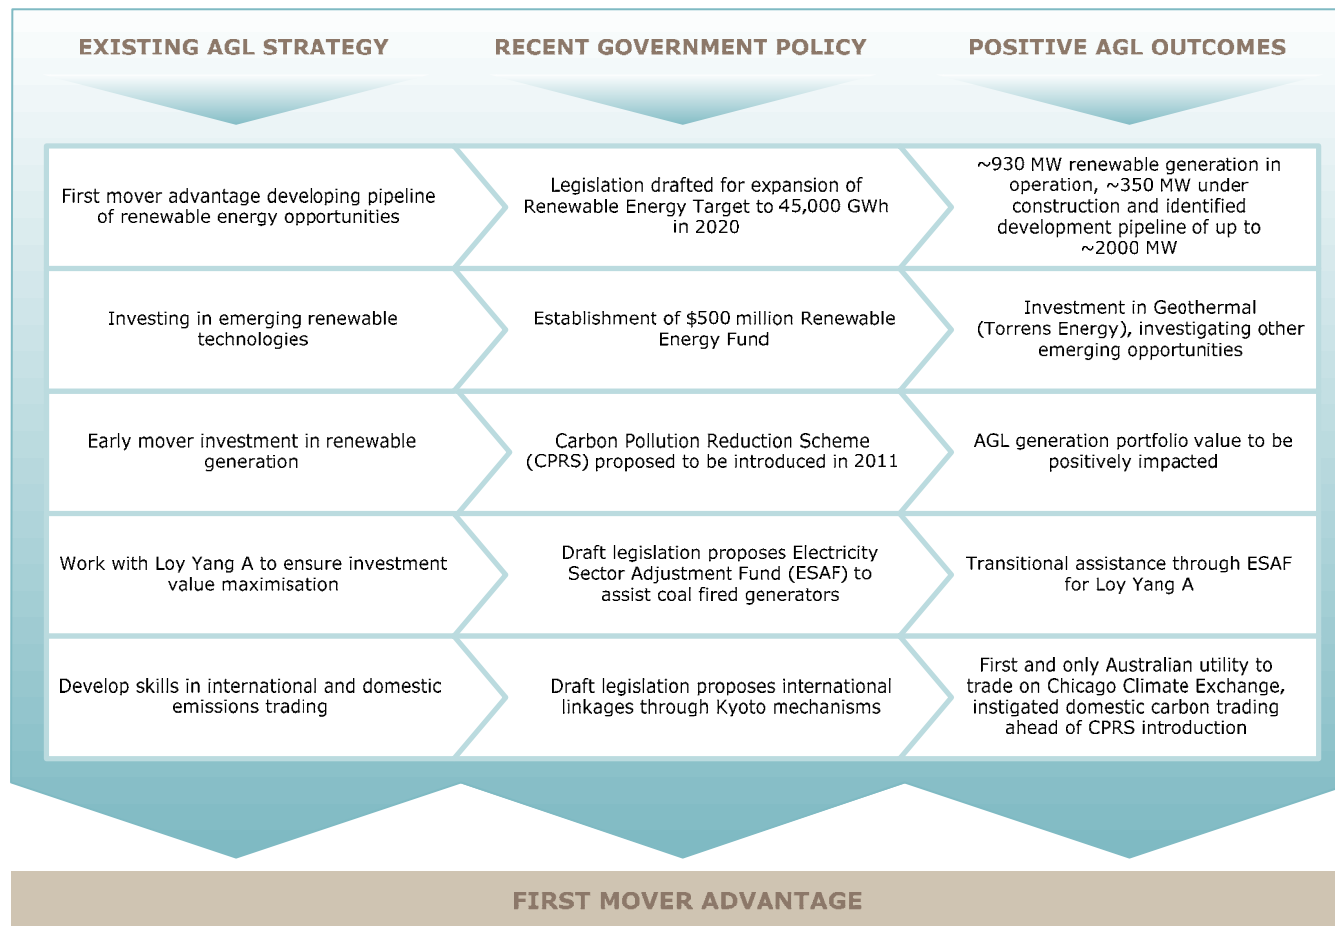 EXISTING AGL STRATEGY
RECENT GOVERNMENT POLICY
POSITIVE AGL OUTCOMES
First mover advantage developing pipeline
of renewable energy opportunities
Legislation drafted for expansion of
Renewable Energy Target to 45,000 GWh
in 2020
~930 MW renewable generation in
operation, ~350 MW under
construction and identified
development pipeline of up to
~2000 MW
Investing in emerging renewable
technologies
Establishment of $500 million Renewable
Energy Fund
Investment in Geothermal
(Torrens Energy), investigating other
emerging opportunities
Early mover investment in renewable
generation
Carbon Pollution Reduction Scheme
(CPRS) proposed to be introduced in 2011
AGL generation portfolio value to be
positively impacted
Work with Loy Yang A to ensure investment
value maximisation
Draft legislation proposes Electricity
Sector Adjustment Fund (ESAF) to
assist coal fired generators
Transitional assistance through ESAF
for Loy Yang A
Develop skills in international and domestic
emissions trading
Draft legislation proposes international
linkages through Kyoto mechanisms
First and only Australian utility to
trade on Chicago Climate Exchange,
instigated domestic carbon trading
ahead of CPRS introduction
FIRST MOVER ADVANTAGE